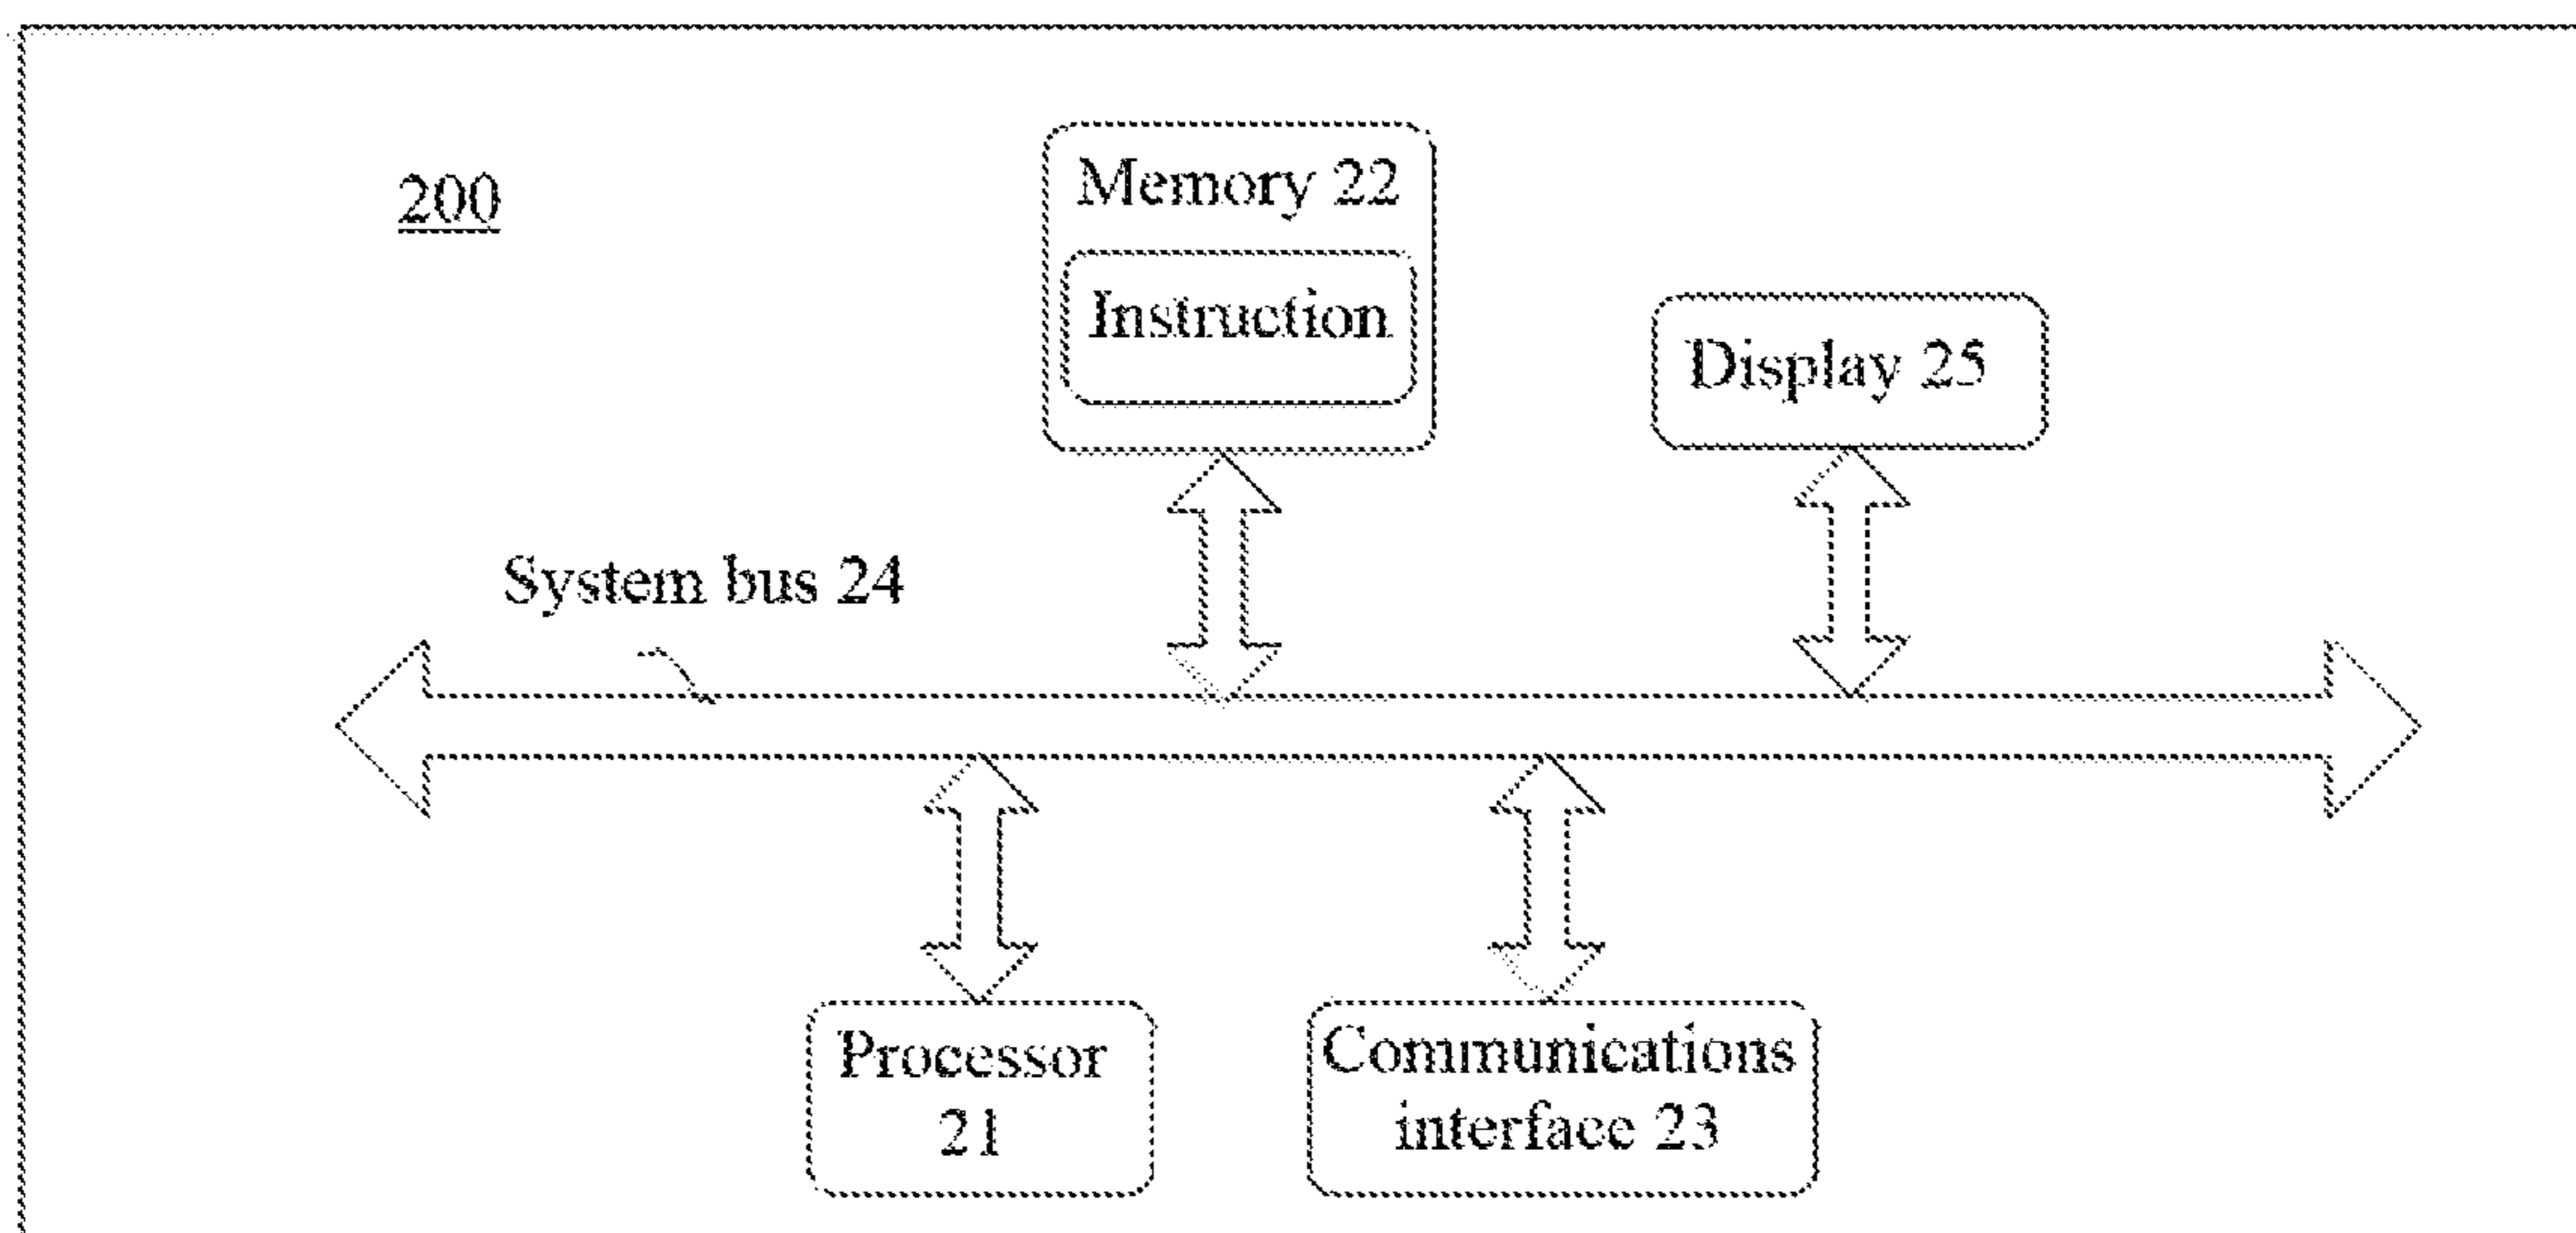 200
Memory 22
Instruction
Display 25
System bus 24
Processor
21
Communications
interface 23